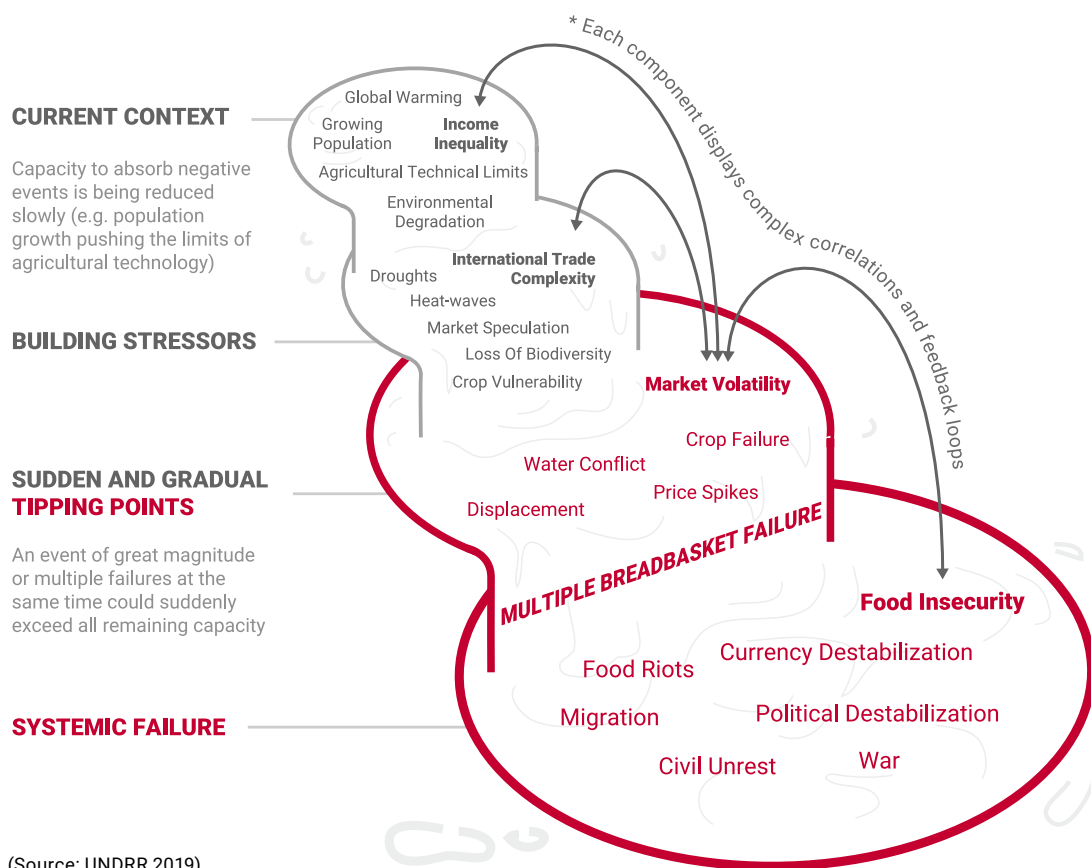 * Each component displays complex correlations and feedback loops
CURRENT CONTEXT
Capacity to absorb negative
events is being reduced
slowly (e.g. population
growth pushing the limits of
agricultural technology)
Global Warming
Growing
Population
Income
Inequality
Agricultural Technical Limits
Environmental
Degradation
BUILDING STRESSORS
International Trade
Complexity
Droughts
Heat-waves
Market Speculation
Loss Of Biodiversity
Crop Vulnerability
SUDDEN AND GRADUAL
TIPPING POINTS
An event of great magnitude
or multiple failures at the
same time could suddenly
exceed all remaining capacity
Market Volatility
Crop Failure
Water Conflict
Price Spikes
Displacement
MULTIPLE BREADBASKET FAILURE
SYSTEMIC FAILURE
Food Insecurity
Currency Destabilization
Food Riots
Migration
Political Destabilization
Civil Unrest
War
(Source: UNDRR 2019)